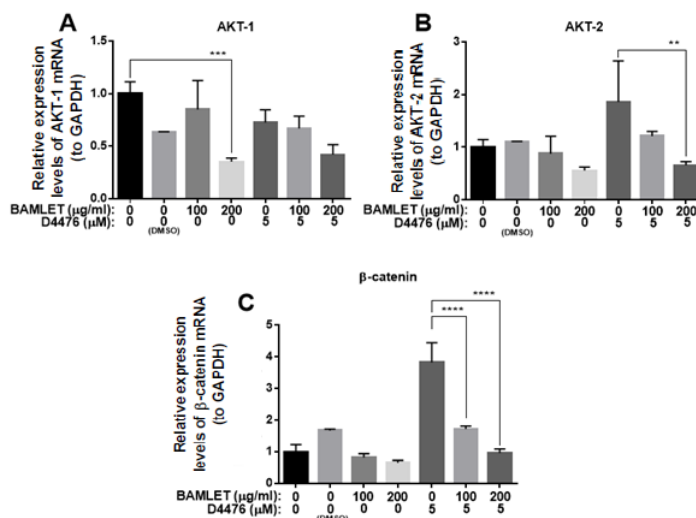 A
AKT-1
Relative expression
levels of AKT-1 mRNA
(to GAPDH)
1.5
1.0
0.5
0.0
***
BAMLET (µg/ml): 0 0 100 200 0 100 200
D4476 (µM): 0 0 0 0 5 5 5
(DMSO)
B
AKT-2
Relative expression
levels of AKT-2 mRNA
(to GAPDH)
3
2
1
0
**
BAMLET (µg/ml): 0 0 100 200 0 100 200
D4476 (µM): 0 0 0 0 5 5 5
(DMSO)
C
β-catenin
Relative expression
levels of β-catenin mRNA
(to GAPDH)
5
4
3
2
1
0
**** ****
BAMLET (µg/ml): 0 0 100 200 0 100 200
D4476 (µM): 0 0 0 0 5 5 5
(DMSO)